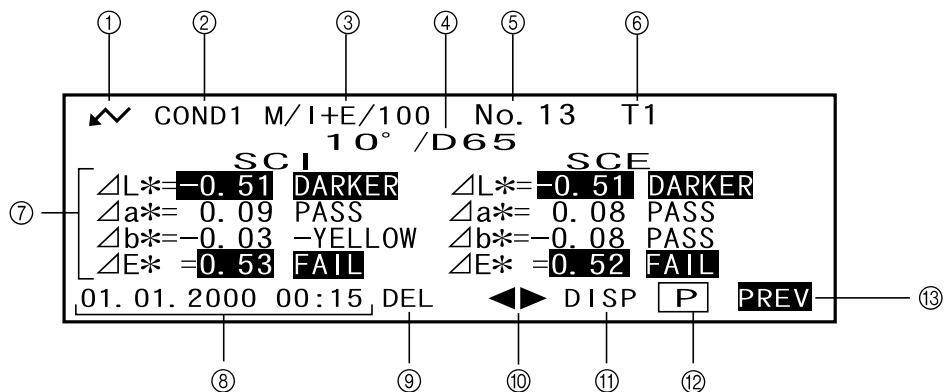 ① ② ③ ④ ⑤ ⑥
COND1 M/I+E/100 No. 13 T1
10° /D65
SCI SCE
⊿L*=-0. 51 DARKER ⊿L*=-0. 51 DARKER
⊿a*= 0. 09 PASS ⊿a*= 0. 08 PASS
⑦
⊿b*=-0. 03 -YELLOW ⊿b*=-0. 08 PASS
⊿E* =0. 53 FAIL ⊿E* =0. 52 FAIL
01. 01. 2000 00:15 DEL ◀▶ DISP P PREV ⑬
⑧ ⑨ ⑩ ⑪ ⑫